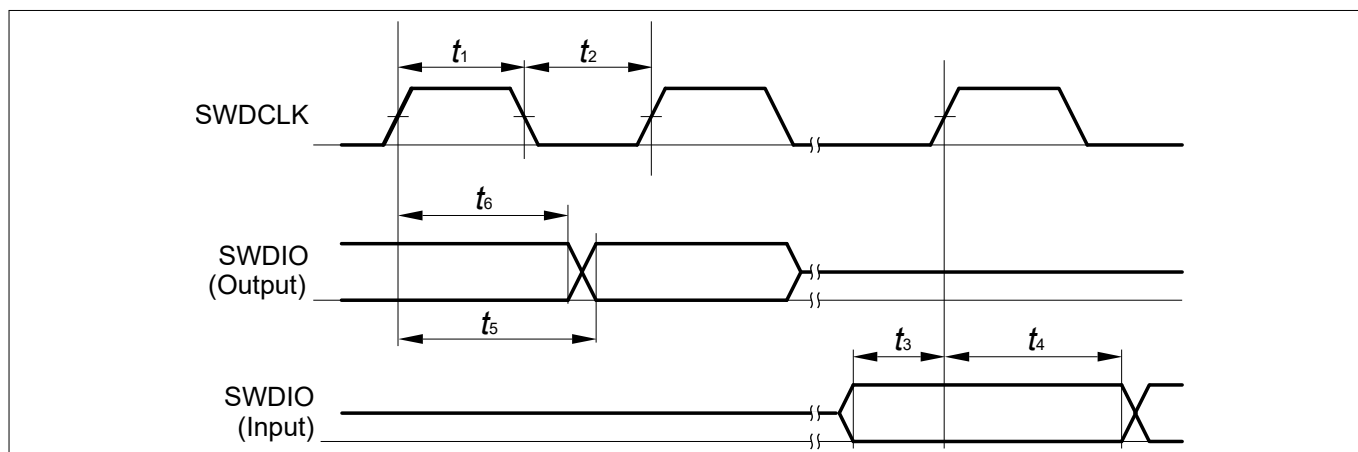 t1 t2
SWDCLK
t6
SWDIO
(Output)
t5
t3 t4
SWDIO
(Input)